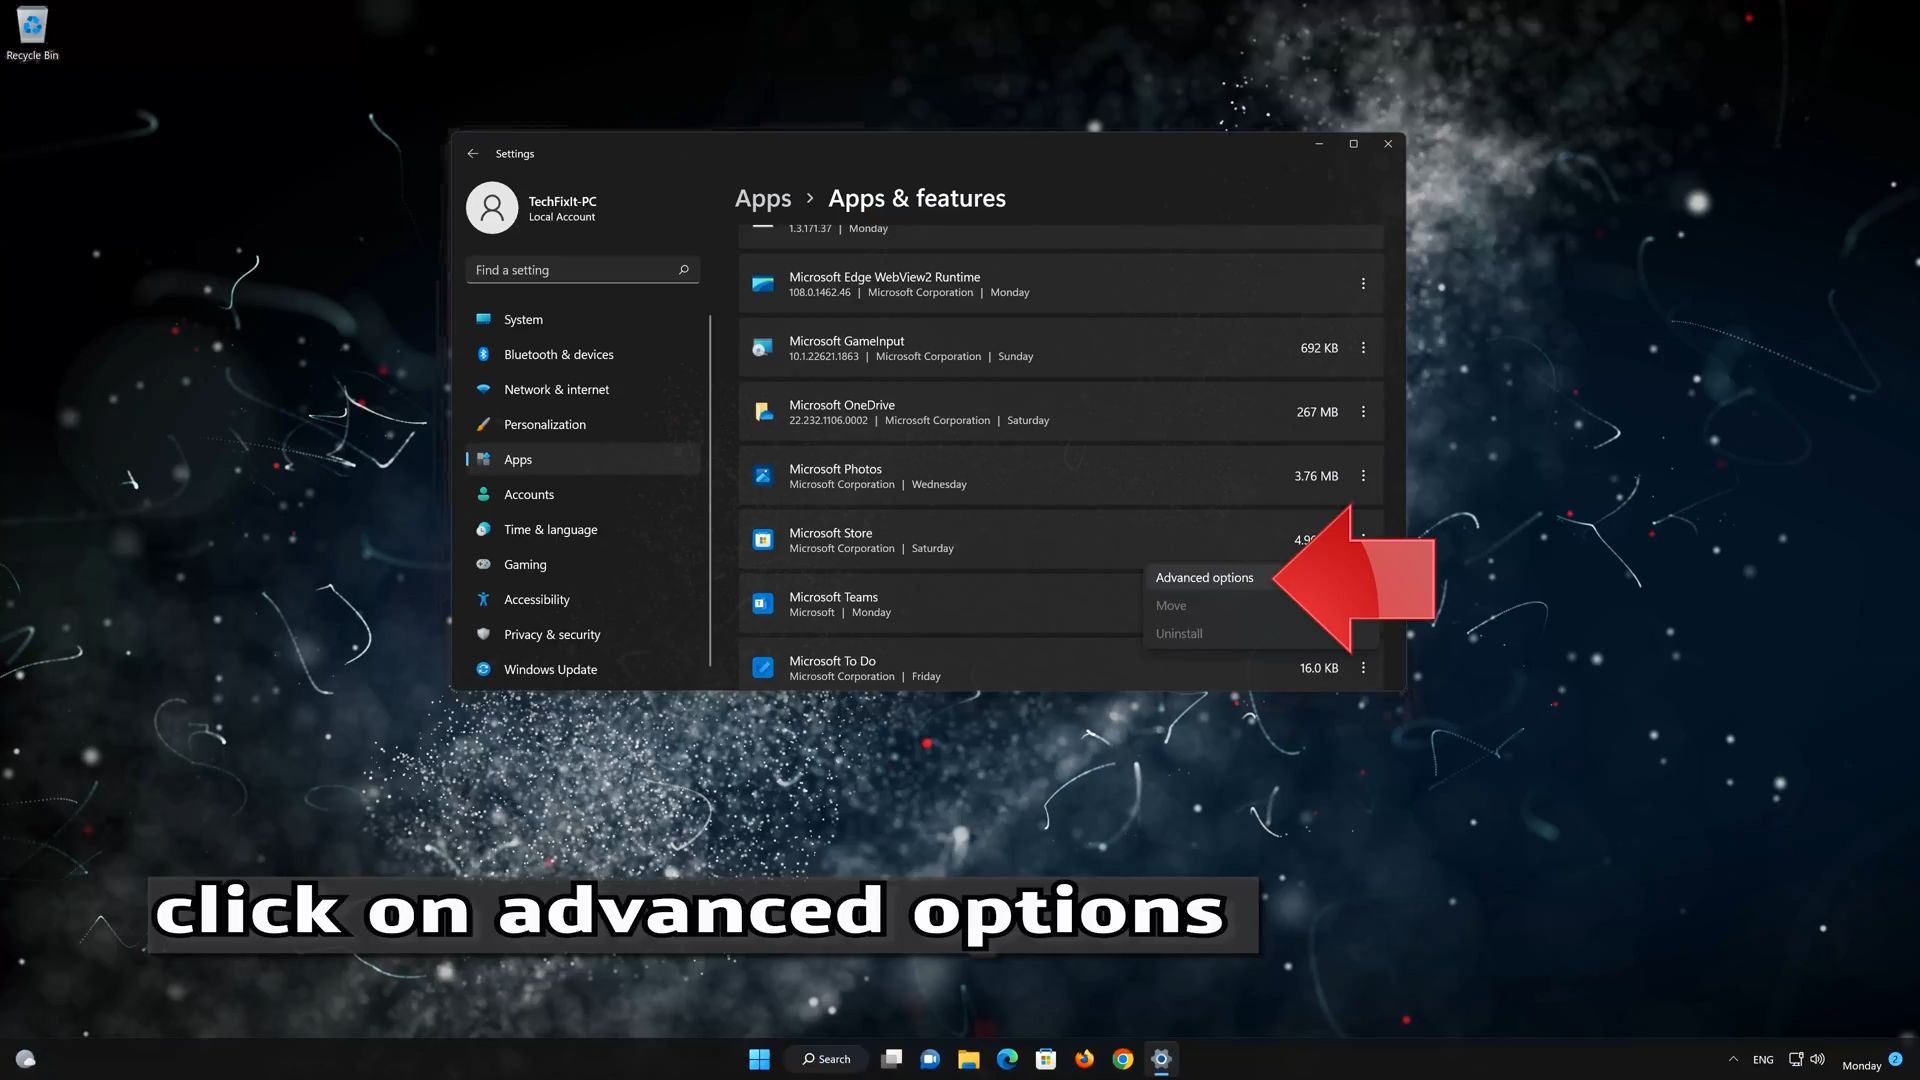 Recycle Bin
Settings
TechFixIt-PC
Local Account
Find a setting
System
Bluetooth & devices
Network & internet
Personalization
Apps
Accounts
Time & language
Gaming
Accessibility
Privacy & security
Windows Update
Apps › Apps & features
1.3.171.37 | Monday
Microsoft Edge WebView2 Runtime
108.0.1462.46 | Microsoft Corporation | Monday
Microsoft GameInput
10.1.22621.1863 | Microsoft Corporation | Sunday
692 KB
Microsoft OneDrive
22.232.1106.0002 | Microsoft Corporation | Saturday
267 MB
Microsoft Photos
Microsoft Corporation | Wednesday
3.76 MB
Microsoft Store
Microsoft Corporation | Saturday
Microsoft Teams
Microsoft | Monday
Advanced options
Move
Uninstall
Microsoft To Do
Microsoft Corporation | Friday
16.0 KB
click on advanced options
Search
ENG
Monday
2